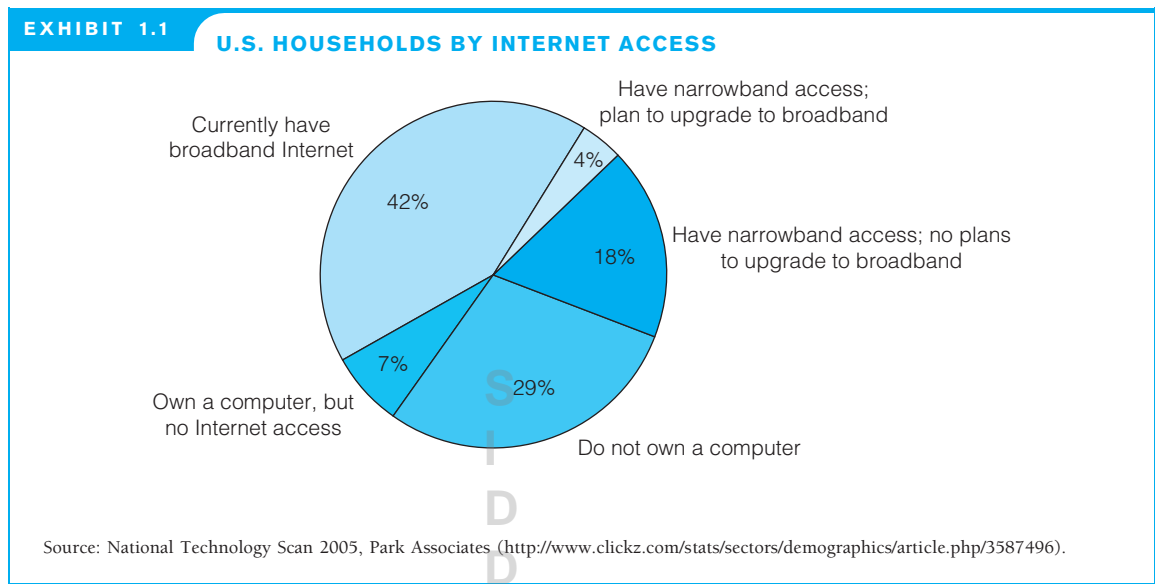 EXHIBIT 1.1
U.S. HOUSEHOLDS BY INTERNET ACCESS
Have narrowband access;
plan to upgrade to broadband
Currently have
broadband Internet
4%
42%
Have narrowband access; no plans
to upgrade to broadband
18%
7%
29%
Own a computer, but
no Internet access
Do not own a computer
S
I
D
D
Source: National Technology Scan 2005, Park Associates (http://www.clickz.com/stats/sectors/demographics/article.php/3587496).